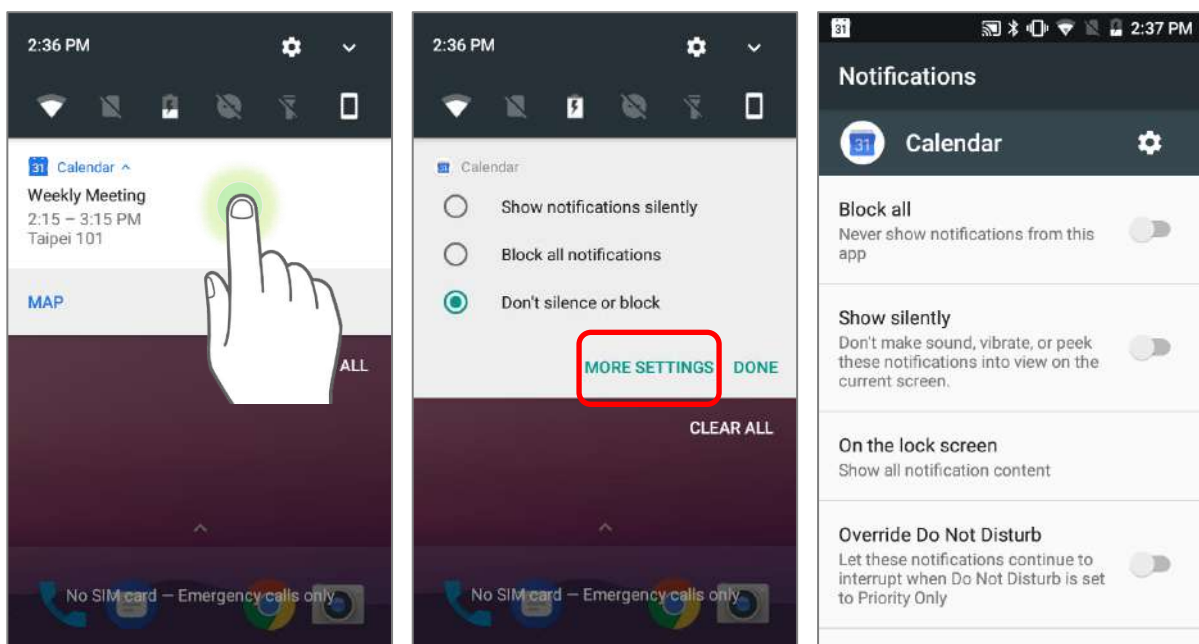 2:36 PM
31 Calendar
Weekly Meeting
2:15 – 3:15 PM
Taipei 101
MAP
ALL
No SIM card — Emergency calls only
2:36 PM
31 Calendar
Show notifications silently
Block all notifications
Don't silence or block
MORE SETTINGS DONE
CLEAR ALL
No SIM card — Emergency calls only
31 2:37 PM
Notifications
31 Calendar
Block all
Never show notifications from this
app
Show silently
Don't make sound, vibrate, or peek
these notifications into view on the
current screen.
On the lock screen
Show all notification content
Override Do Not Disturb
Let these notifications continue to
interrupt when Do Not Disturb is set
to Priority Only